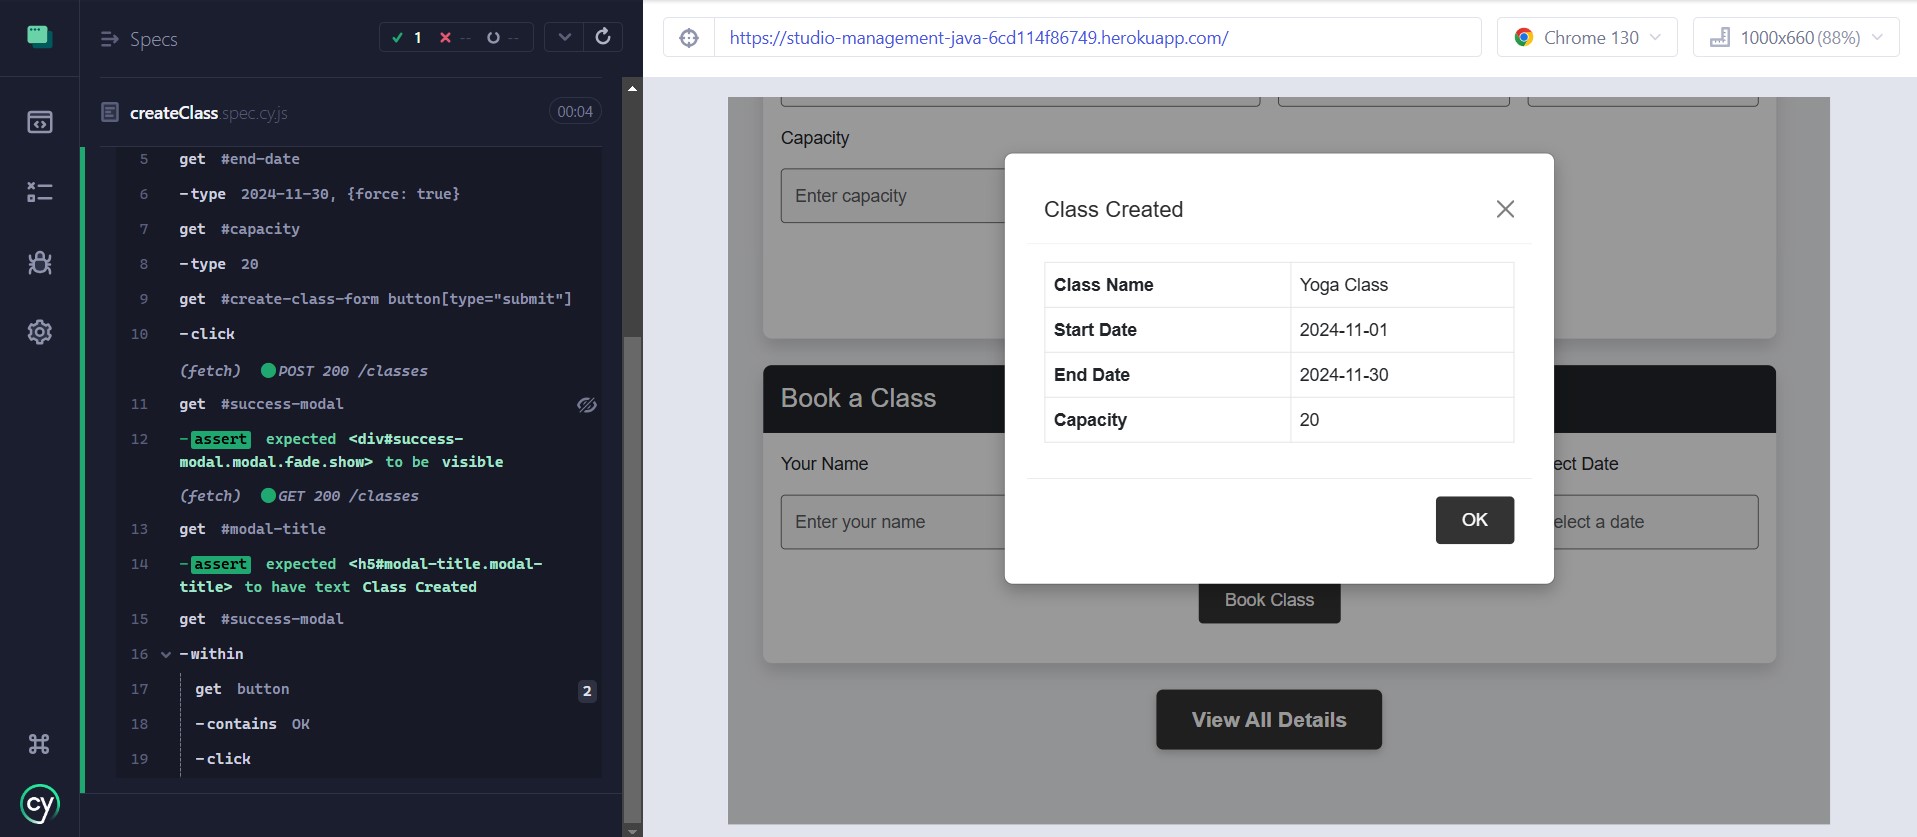 Specs
1 -- --
createClass.spec.cy.js 00:04
5 get #end-date
6 -type 2024-11-30, {force: true}
7 get #capacity
8 -type 20
9 get #create-class-form button[type="submit"]
10 -click
(fetch) POST 200 /classes
11 get #success-modal
12 -assert expected <div#success-
modal.modal.fade.show> to be visible
(fetch) GET 200 /classes
13 get #modal-title
14 -assert expected <h5#modal-title.modal-
title> to have text Class Created
15 get #success-modal
16 -within
17 get button 2
18 -contains OK
19 -click
cy
https://studio-management-java-6cd114f86749.herokuapp.com/
Chrome 130
1000x660 (88%)
Capacity
Enter capacity
Class Created
Class Name Yoga Class
Start Date 2024-11-01
End Date 2024-11-30
Capacity 20
OK
Book a Class
Your Name
ect Date
Enter your name
elect a date
Book Class
View All Details